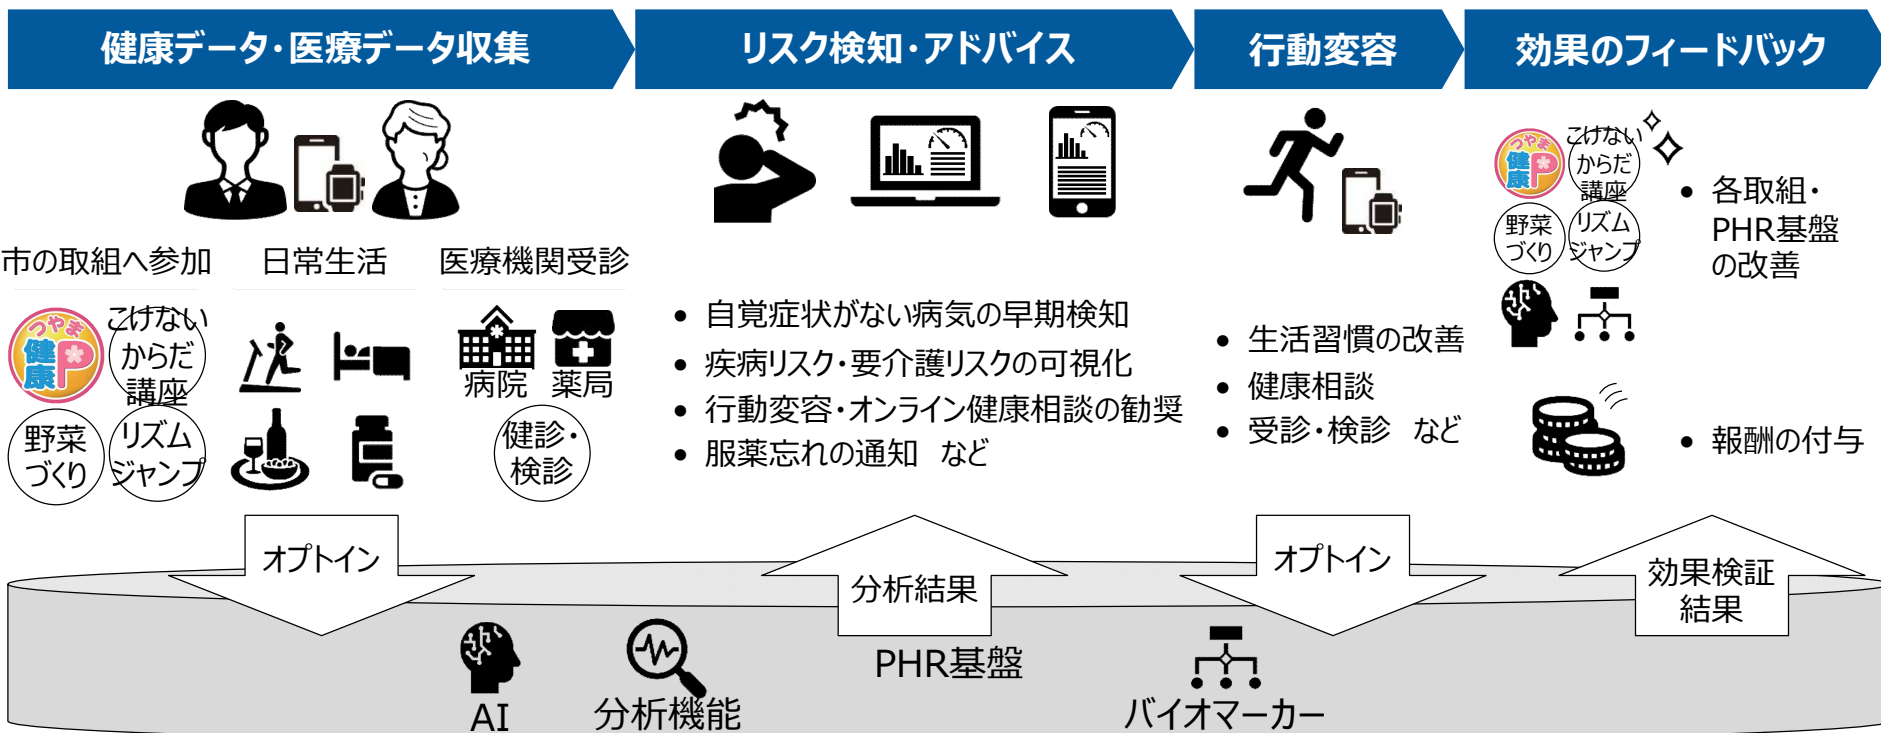 健康データ・医療データ収集
リスク検知・アドバイス
行動変容
効果のフィードバック
市の取組へ参加
日常生活
医療機関受診
つやま
健康P
こけない
からだ
講座
野菜
づくり
リズム
ジャンプ
病院
薬局
健診・
検診
• 自覚症状がない病気の早期検知
• 疾病リスク・要介護リスクの可視化
• 行動変容・オンライン健康相談の勧奨
• 服薬忘れの通知　など
• 生活習慣の改善
• 健康相談
• 受診・検診　など
つやま
健康P
こけない
からだ
講座
野菜
づくり
リズム
ジャンプ
• 各取組・
PHR基盤
の改善
• 報酬の付与
オプトイン
分析結果
オプトイン
効果検証
結果
PHR基盤
AI
分析機能
バイオマーカー